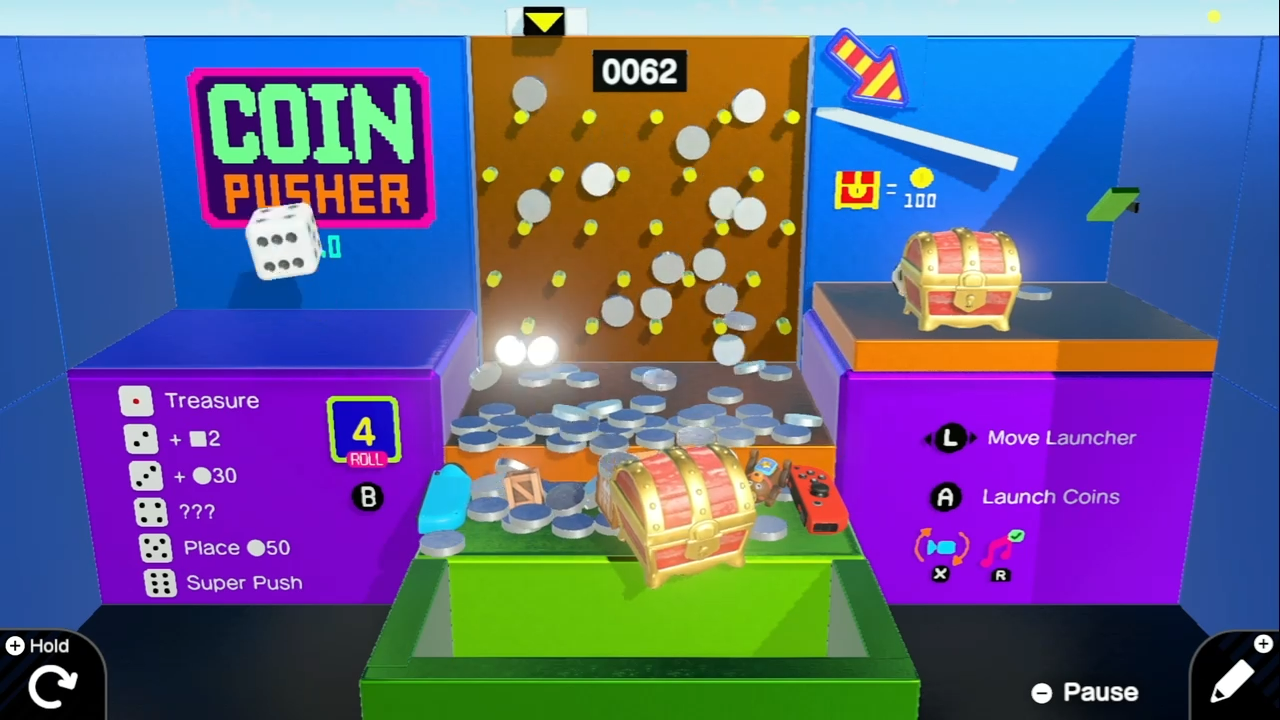 0062
COIN
PUSHER
= 100
Treasure
+ 2
+ 30
???
Place 50
Super Push
4
ROLL
B
L Move Launcher
A Launch Coins
X R
+ Hold
+
− Pause